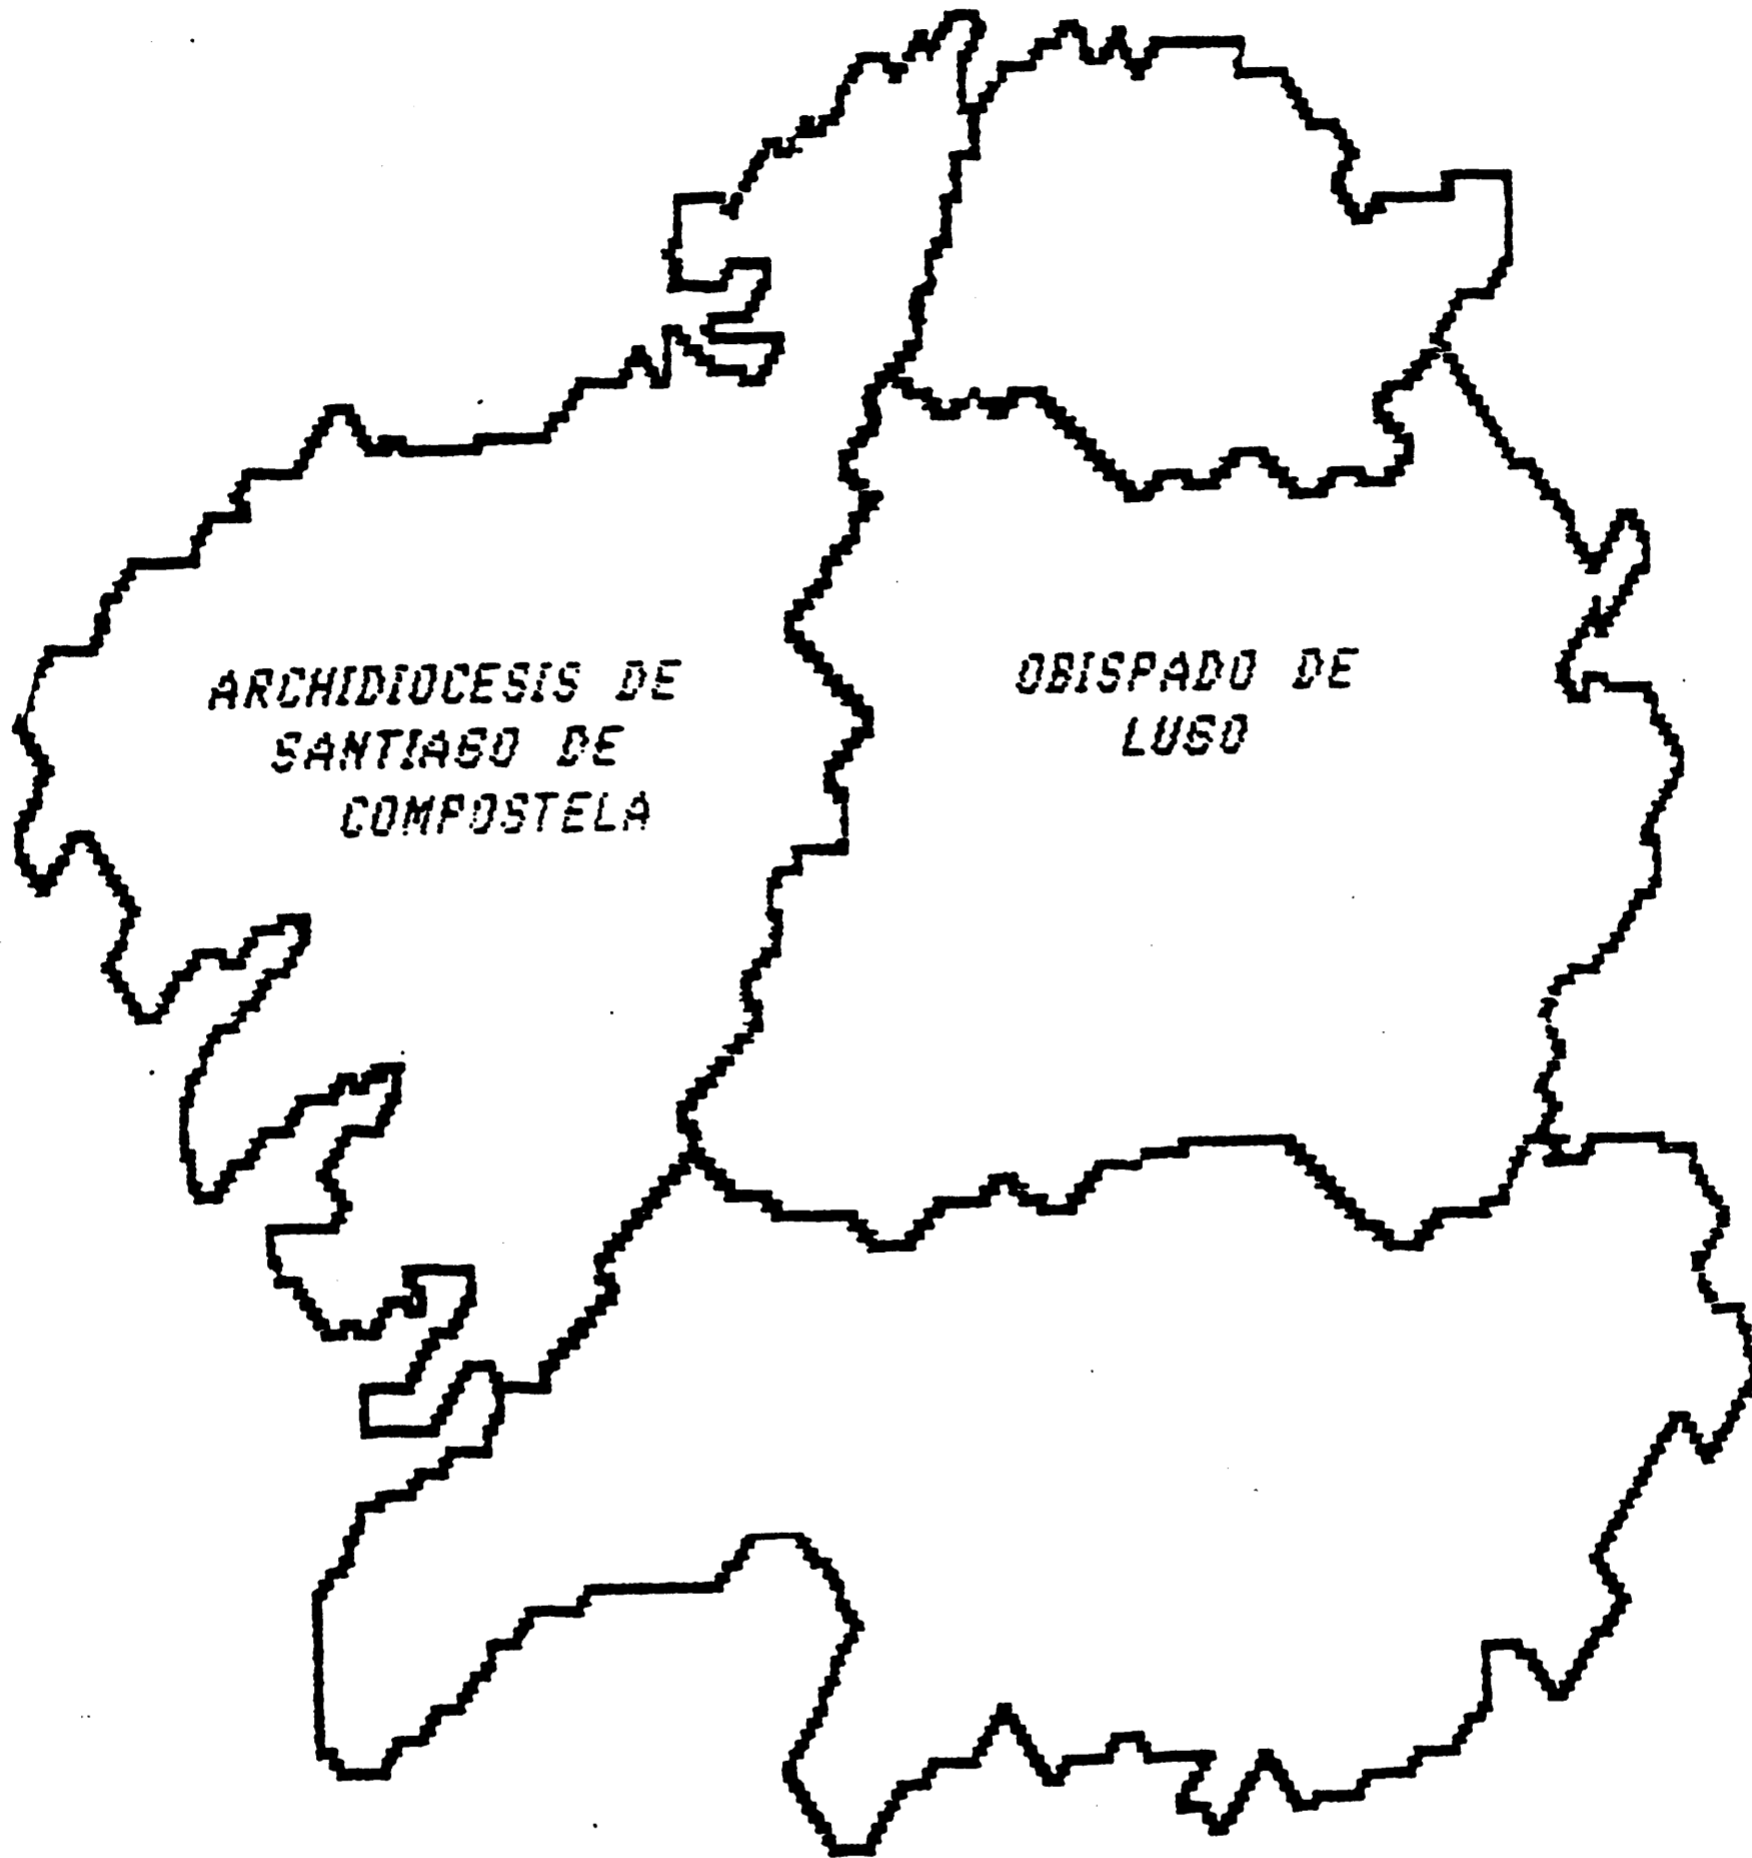 ARCHIDIOCESIS DE
SANTIAGO DE
COMPOSTELA
OBISPADO DE
LUGO